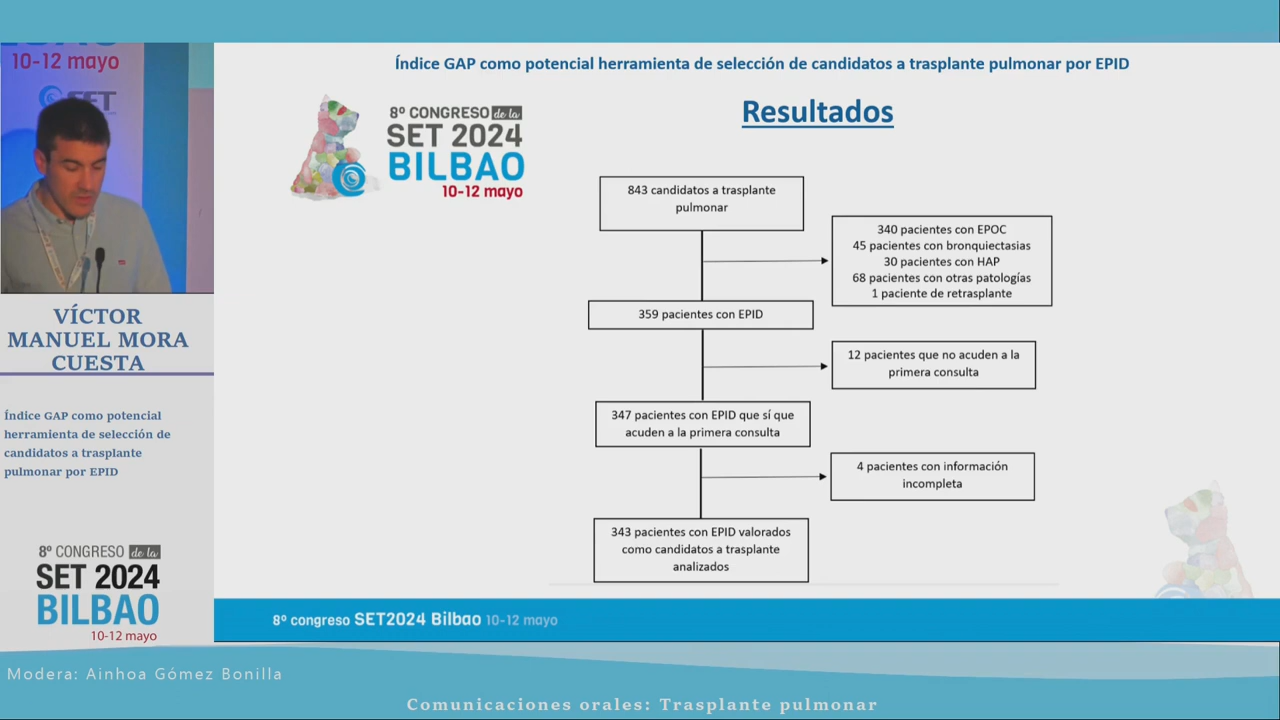 10-12 mayo
SET
VÍCTOR
MANUEL MORA
CUESTA
Índice GAP como potencial
herramienta de selección de
candidatos a trasplante
pulmonar por EPID
8º CONGRESO de la
SET 2024
BILBAO
10-12 mayo
Índice GAP como potencial herramienta de selección de candidatos a trasplante pulmonar por EPID
8º CONGRESO de la
SET 2024
BILBAO
10-12 mayo
Resultados
843 candidatos a trasplante
pulmonar
340 pacientes con EPOC
45 pacientes con bronquiectasias
30 pacientes con HAP
68 pacientes con otras patologías
1 paciente de retrasplante
359 pacientes con EPID
12 pacientes que no acuden a la
primera consulta
347 pacientes con EPID que sí que
acuden a la primera consulta
4 pacientes con información
incompleta
343 pacientes con EPID valorados
como candidatos a trasplante
analizados
8º congreso SET2024 Bilbao 10-12 mayo
Modera: Ainhoa Gómez Bonilla
Comunicaciones orales: Trasplante pulmonar